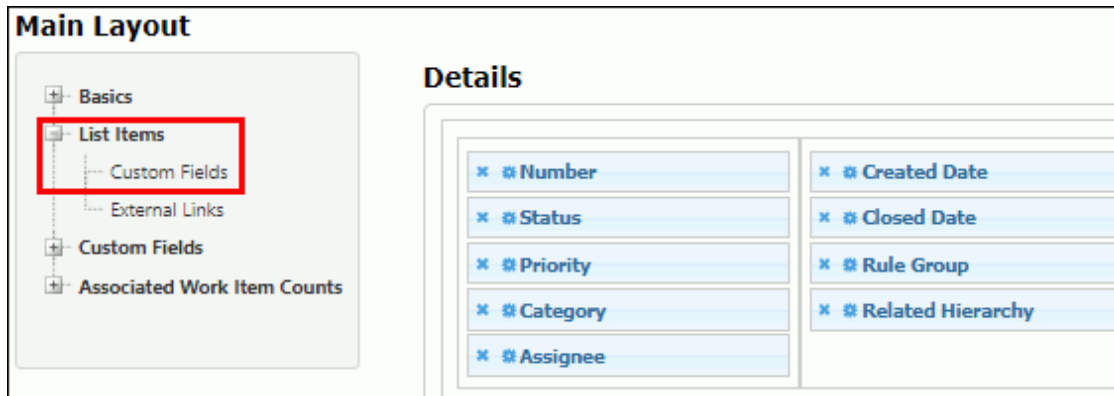 Main Layout
Basics
List Items
Custom Fields
External Links
Custom Fields
Associated Work Item Counts
Details
Number
Status
Priority
Category
Assignee
Created Date
Closed Date
Rule Group
Related Hierarchy